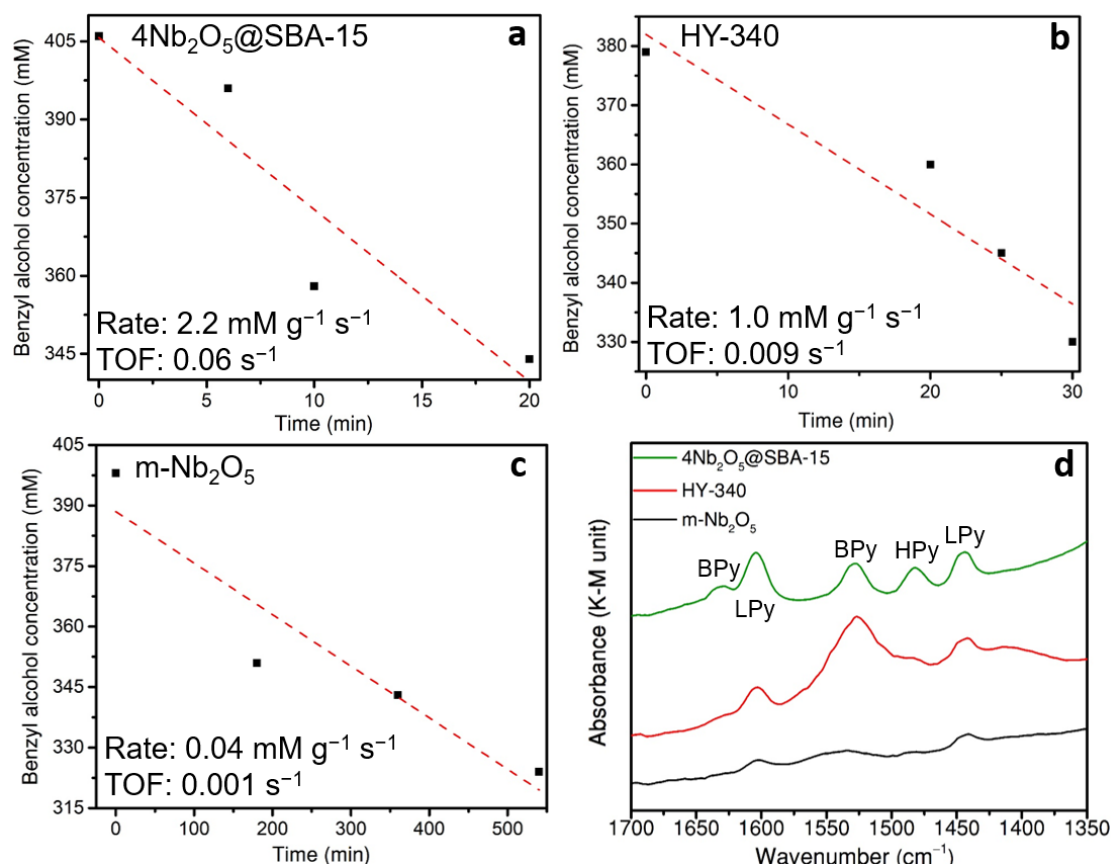 a
4Nb₂O₅@SBA-15
Benzyl alcohol concentration (mM)
405
390
375
360
345
Rate: 2.2 mM g⁻¹ s⁻¹
TOF: 0.06 s⁻¹
0 5 10 15 20
Time (min)
b
HY-340
Benzyl alcohol concentration (mM)
380
370
360
350
340
330
Rate: 1.0 mM g⁻¹ s⁻¹
TOF: 0.009 s⁻¹
0 10 20 30
Time (min)
c
m-Nb₂O₅
Benzyl alcohol concentration (mM)
405
390
375
360
345
330
315
Rate: 0.04 mM g⁻¹ s⁻¹
TOF: 0.001 s⁻¹
0 100 200 300 400 500
Time (min)
d
4Nb₂O₅@SBA-15
HY-340
m-Nb₂O₅
Absorbance (K-M unit)
BPy
LPy
BPy
HPy
LPy
1700 1650 1600 1550 1500 1450 1400 1350
Wavenumber (cm⁻¹)